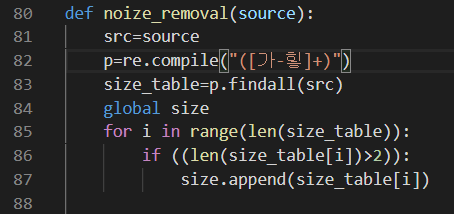 80 def noize_removal(source):
81     src=source
82     p=re.compile("([가-힣]+)")
83     size_table=p.findall(src)
84     global size
85     for i in range(len(size_table)):
86         if ((len(size_table[i])>2)):
87             size.append(size_table[i])
88